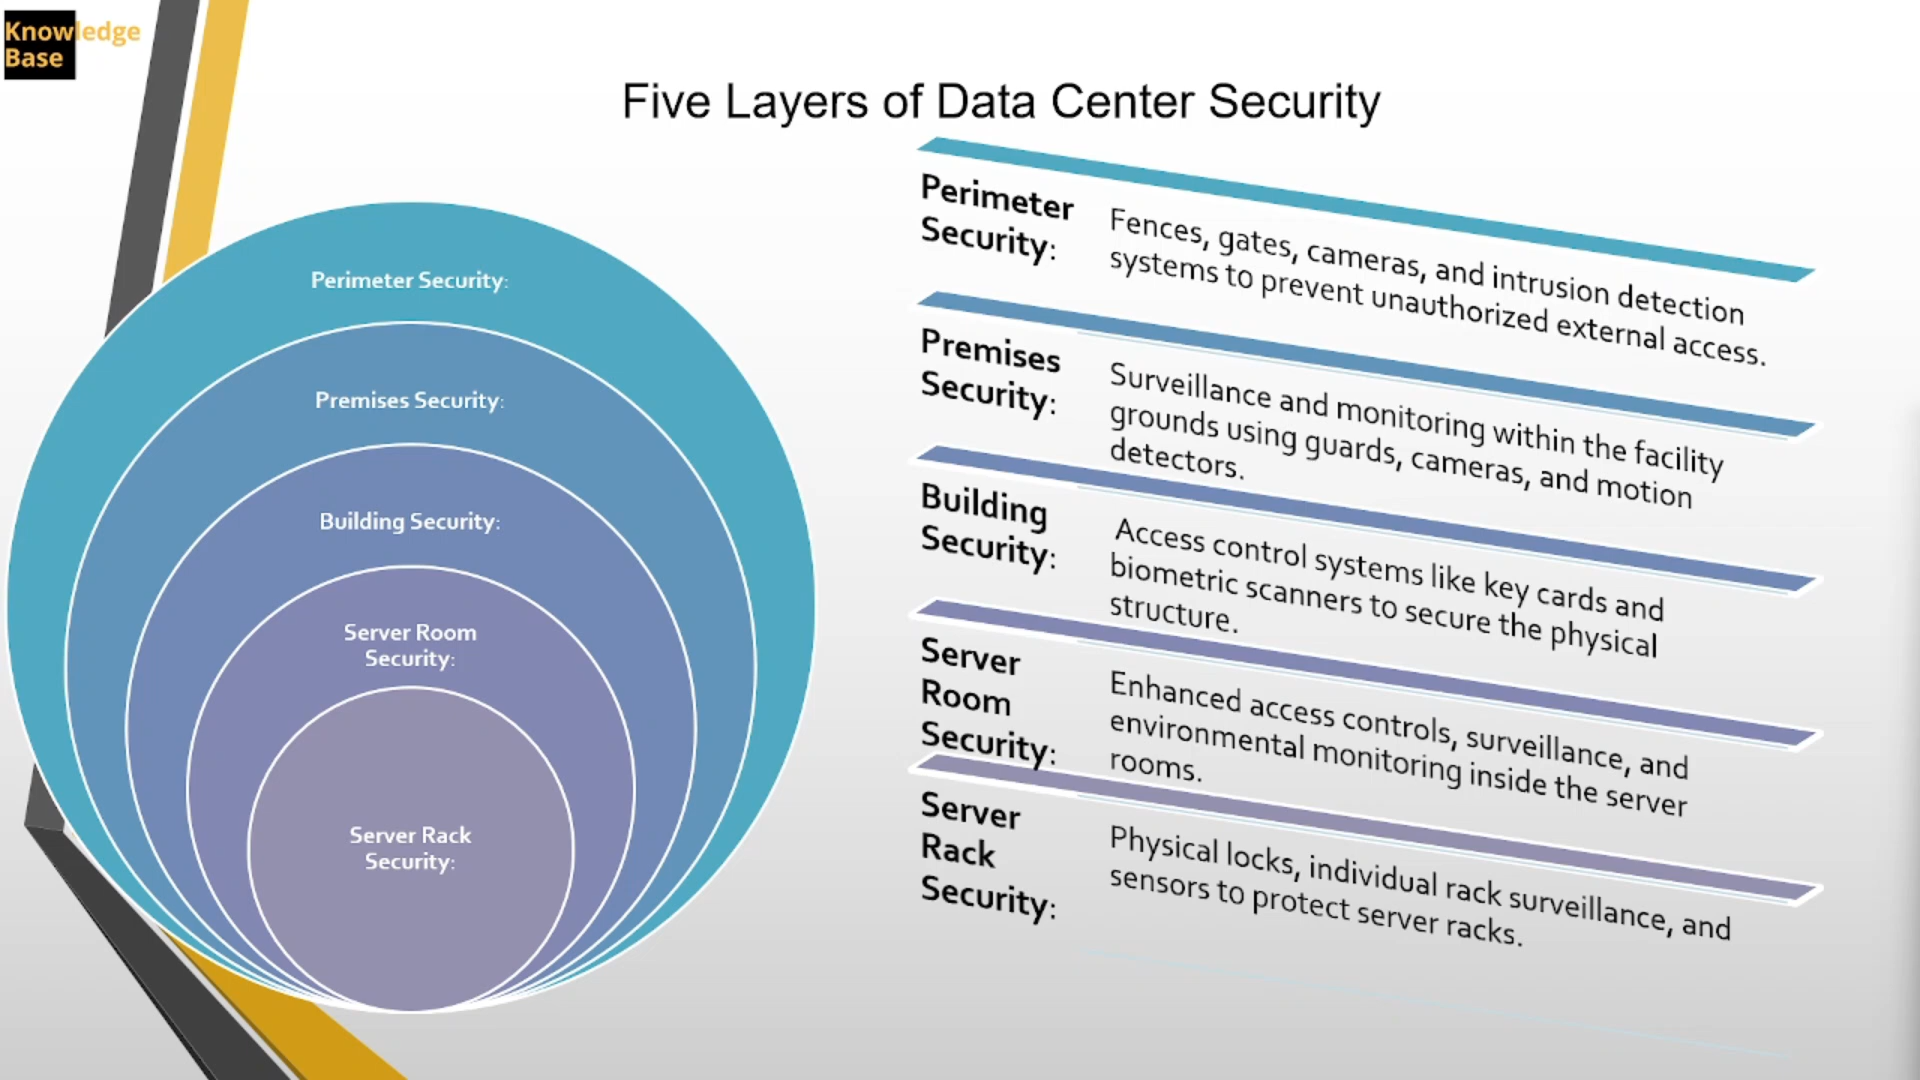 Knowledge
Base
Five Layers of Data Center Security
Perimeter Security:
Premises Security:
Building Security:
Server Room
Security:
Server Rack
Security:
Perimeter
Security:
Fences, gates, cameras, and intrusion detection
systems to prevent unauthorized external access.
Premises
Security:
Surveillance and monitoring within the facility
grounds using guards, cameras, and motion
detectors.
Building
Security:
Access control systems like key cards and
biometric scanners to secure the physical
structure.
Server
Room
Security:
Enhanced access controls, surveillance, and
environmental monitoring inside the server
rooms.
Server
Rack
Security:
Physical locks, individual rack surveillance, and
sensors to protect server racks.